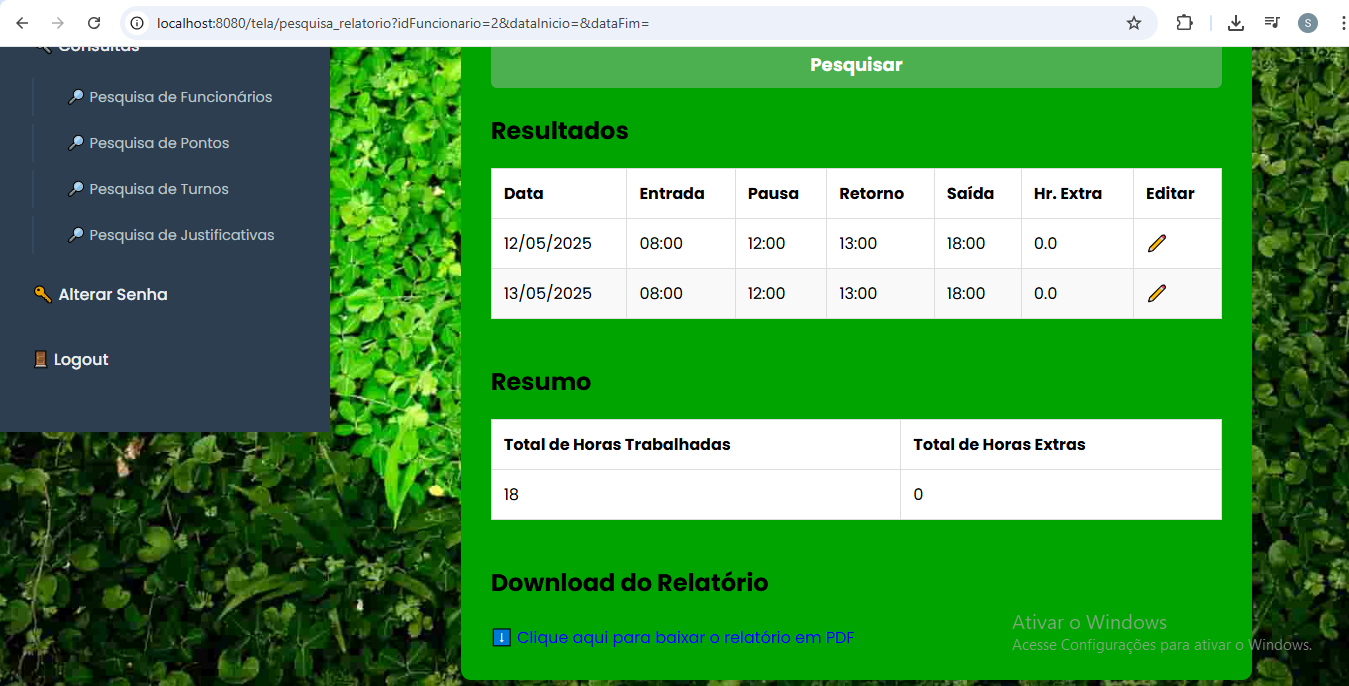 localhost:8080/tela/pesquisa_relatorio?idFuncionario=2&dataInicio=&dataFim=
S
Consultas
Pesquisa de Funcionários
Pesquisa de Pontos
Pesquisa de Turnos
Pesquisa de Justificativas
Alterar Senha
Logout
Pesquisar
Resultados
Data Entrada Pausa Retorno Saída Hr. Extra Editar
12/05/2025 08:00 12:00 13:00 18:00 0.0
13/05/2025 08:00 12:00 13:00 18:00 0.0
Resumo
Total de Horas Trabalhadas Total de Horas Extras
18 0
Download do Relatório
Clique aqui para baixar o relatório em PDF
Ativar o Windows
Acesse Configurações para ativar o Windows.